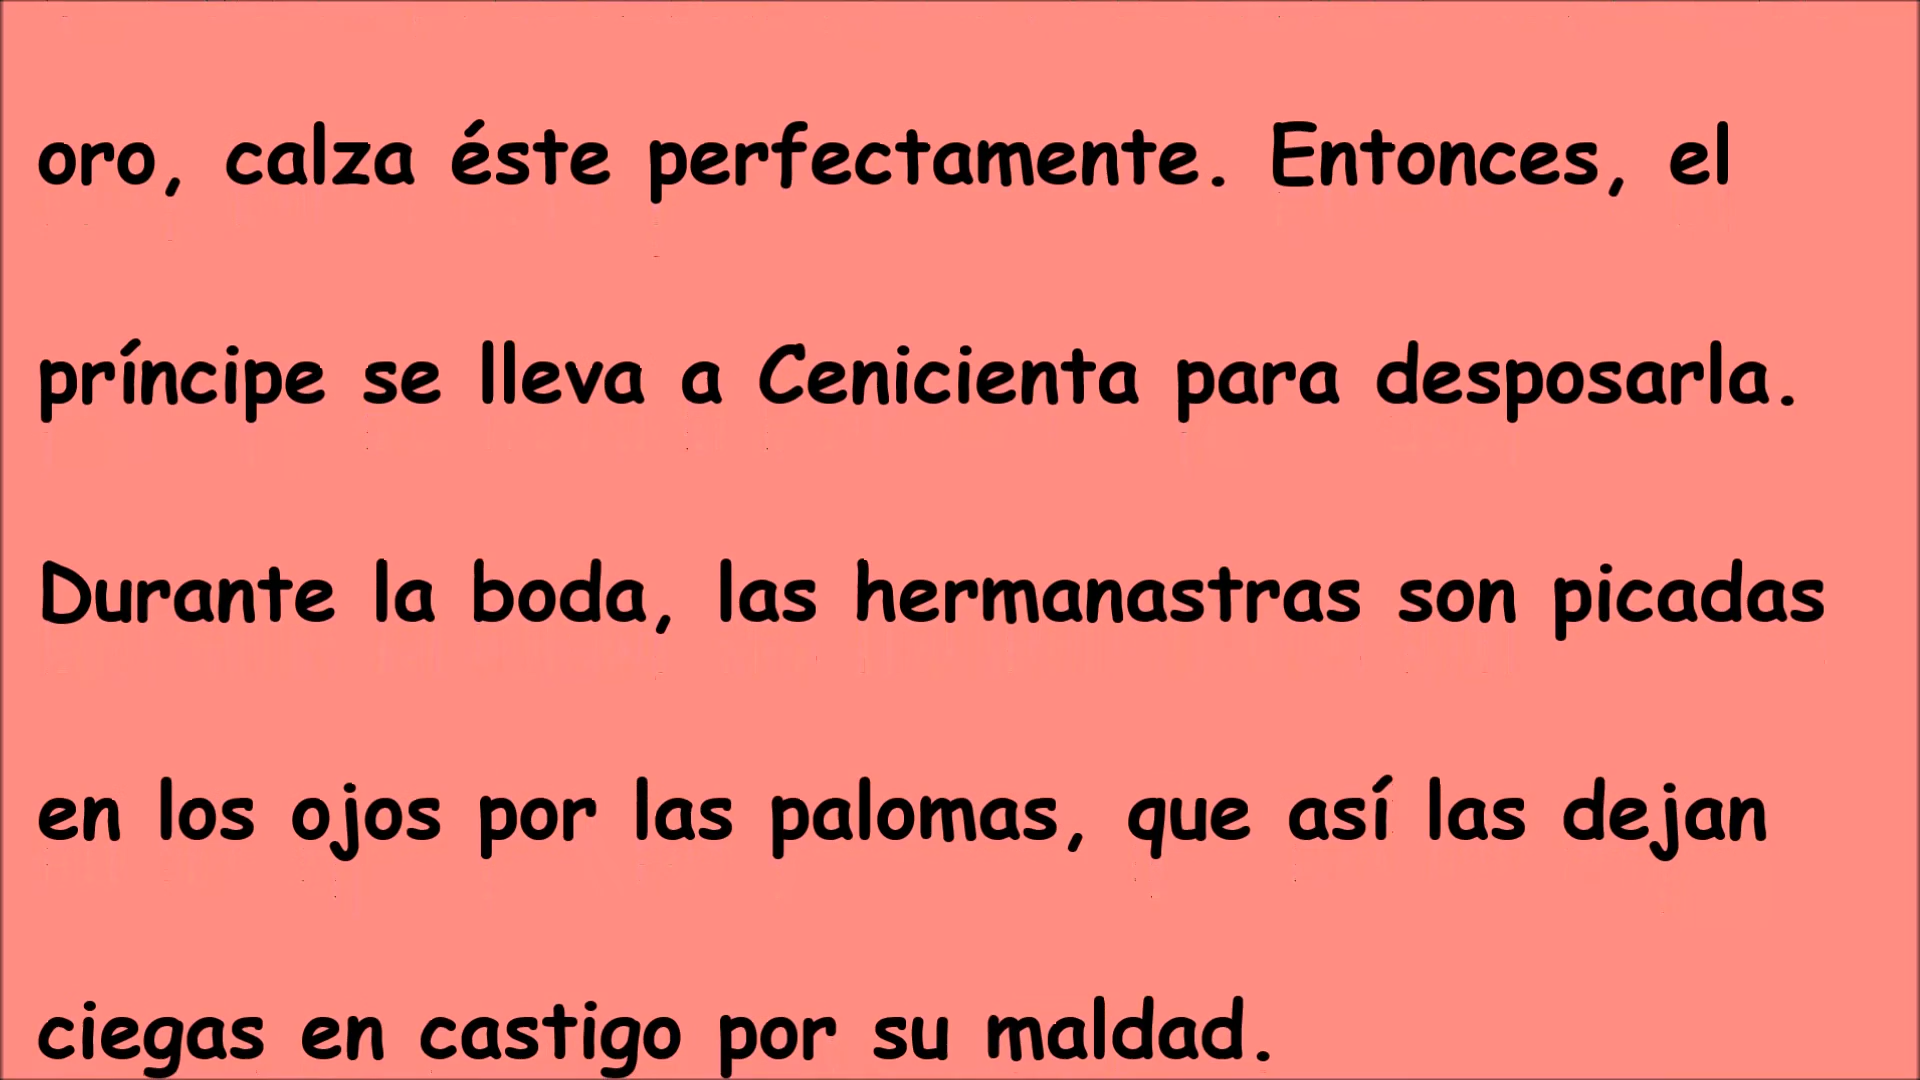 oro, calza éste perfectamente. Entonces, el
príncipe se lleva a Cenicienta para desposarla.
Durante la boda, las hermanastras son picadas
en los ojos por las palomas, que así las dejan
ciegas en castigo por su maldad.